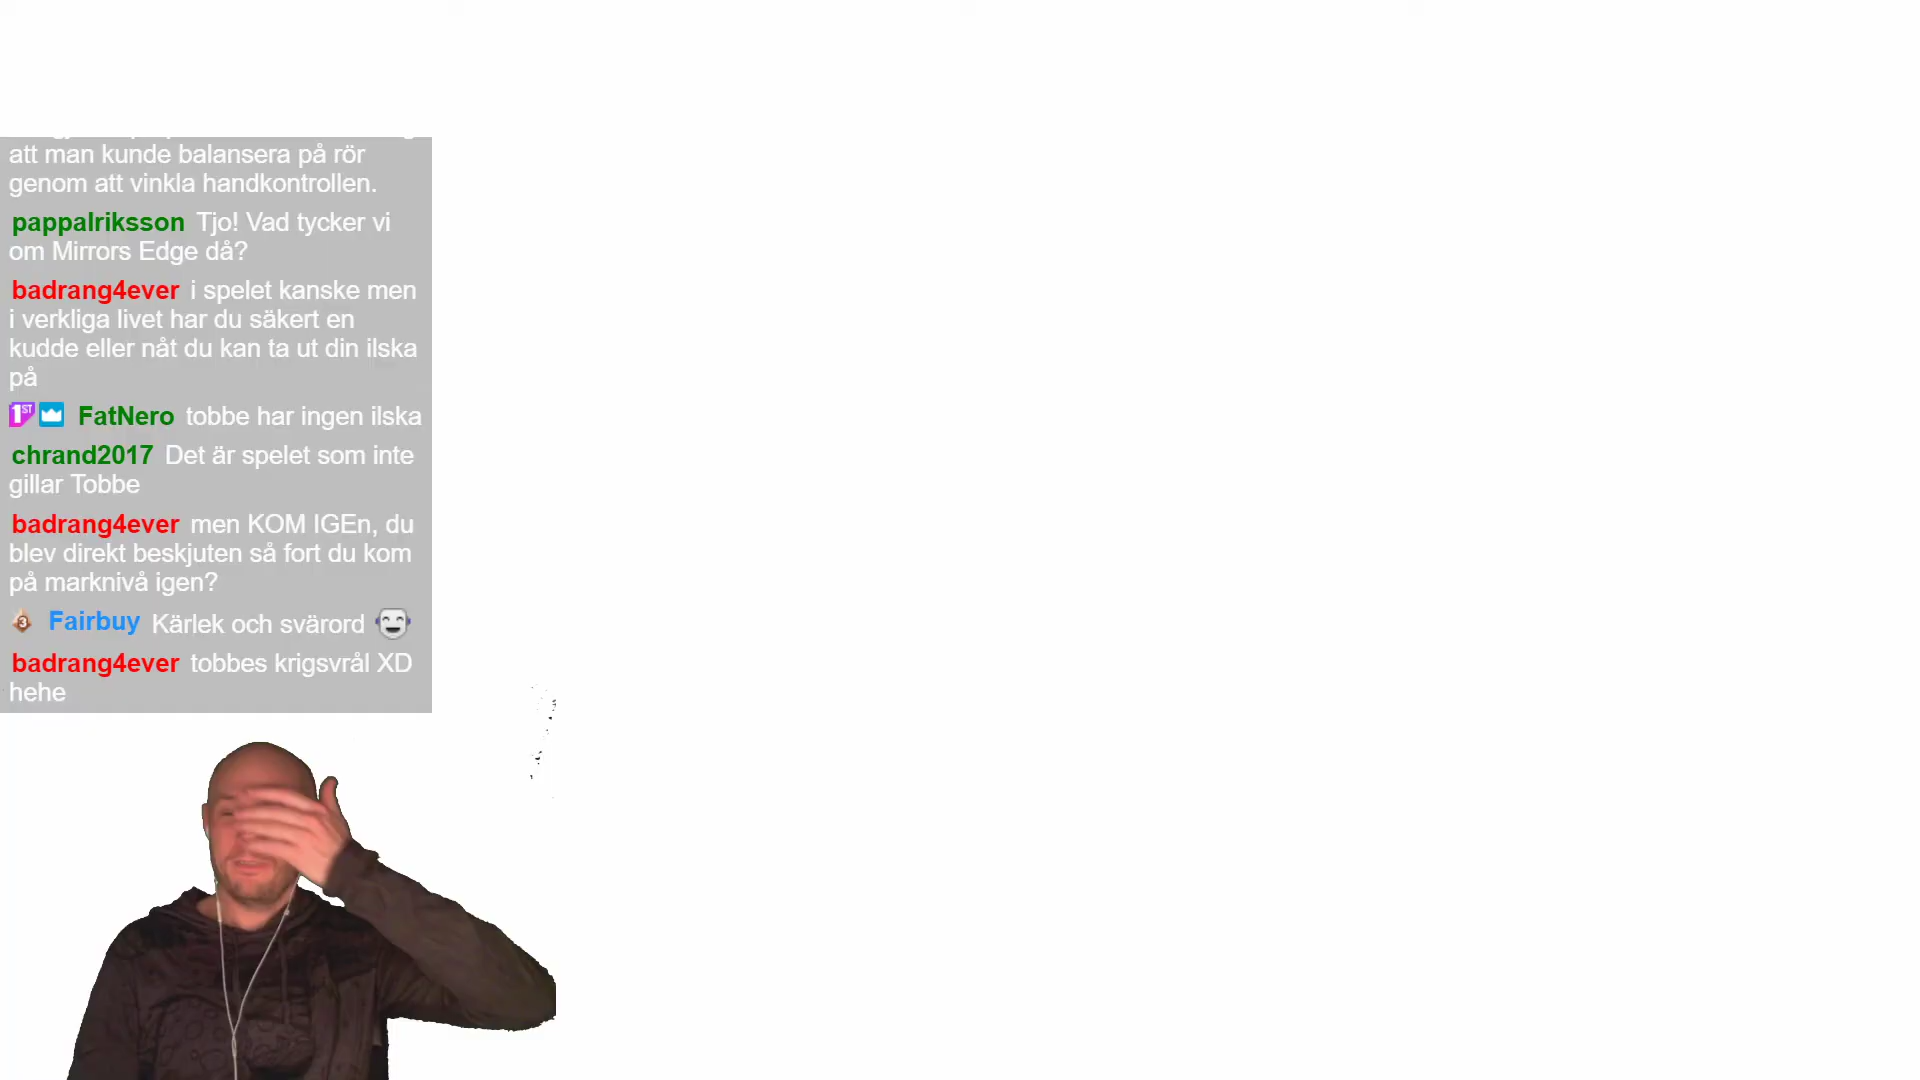 att man kunde balansera på rör
genom att vinkla handkontrollen.
pappalriksson Tjo! Vad tycker vi
om Mirrors Edge då?
badrang4ever i spelet kanske men
i verkliga livet har du säkert en
kudde eller nåt du kan ta ut din ilska
på
1ST FatNero tobbe har ingen ilska
chrand2017 Det är spelet som inte
gillar Tobbe
badrang4ever men KOM IGEn, du
blev direkt beskjuten så fort du kom
på marknivå igen?
3 Fairbuy Kärlek och svärord
badrang4ever tobbes krigsvrål XD
hehe